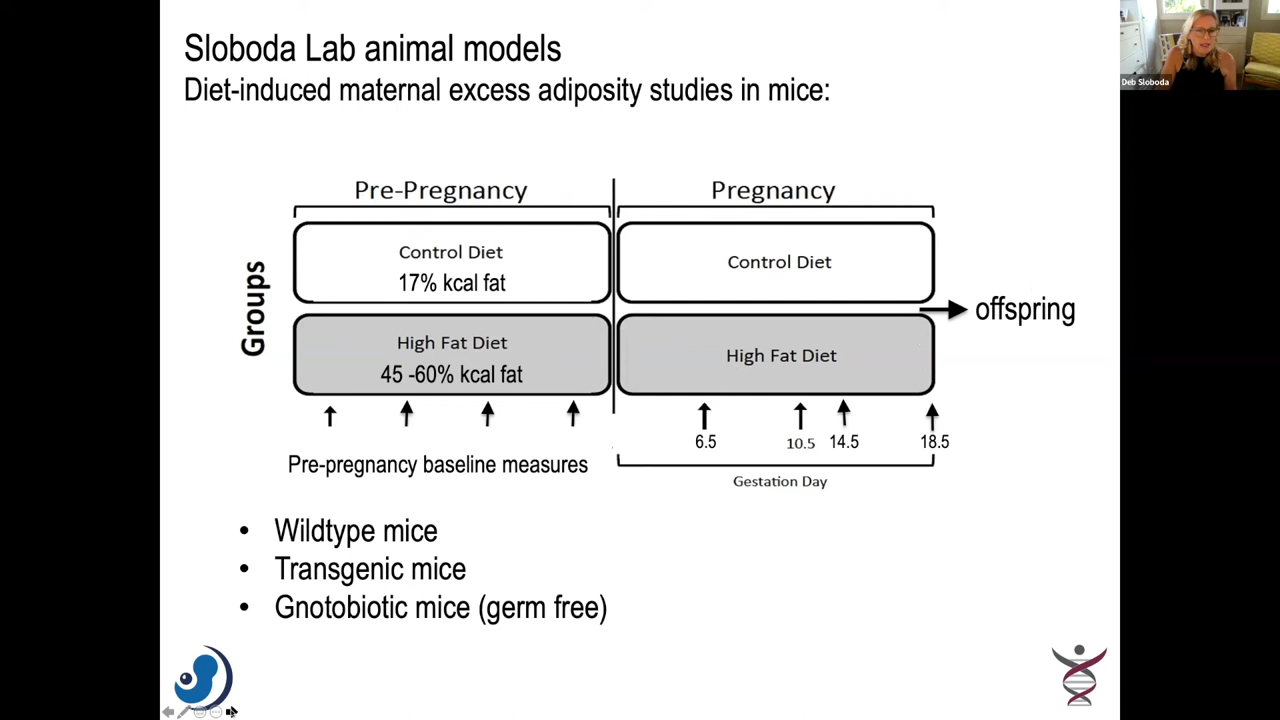 Sloboda Lab animal models
Diet-induced maternal excess adiposity studies in mice:
Deb Sloboda
Pre-Pregnancy
Pregnancy
Groups
Control Diet
17% kcal fat
Control Diet
offspring
High Fat Diet
45 -60% kcal fat
High Fat Diet
6.5
10.5
14.5
18.5
Pre-pregnancy baseline measures
Gestation Day
• Wildtype mice
• Transgenic mice
• Gnotobiotic mice (germ free)